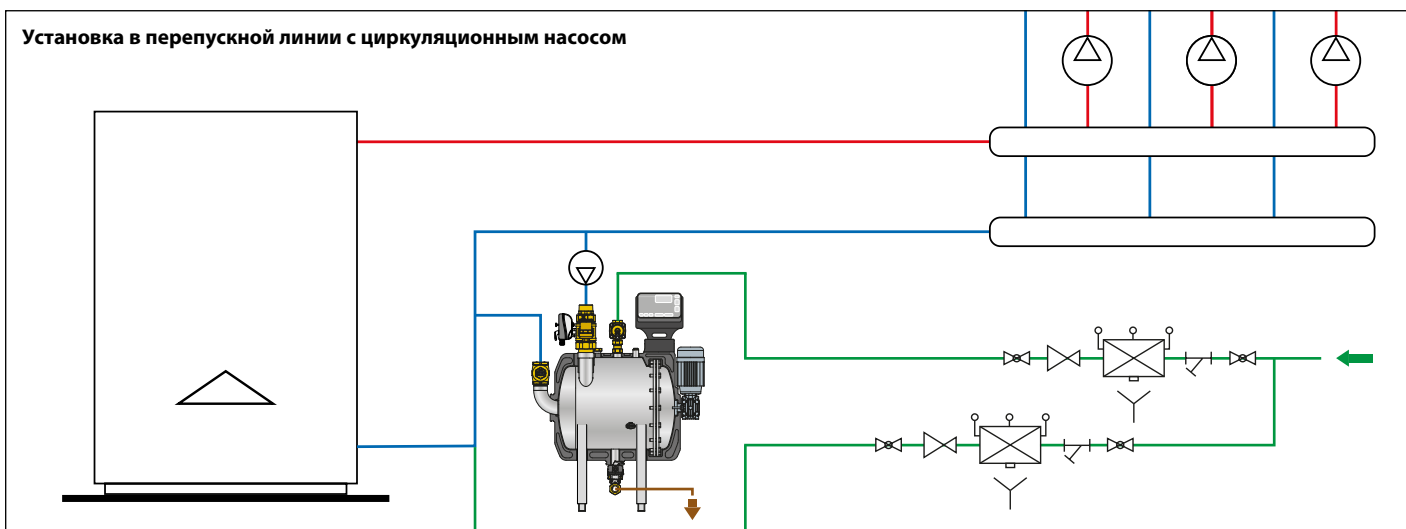 Установка в перепускной линии с циркуляционным насосом